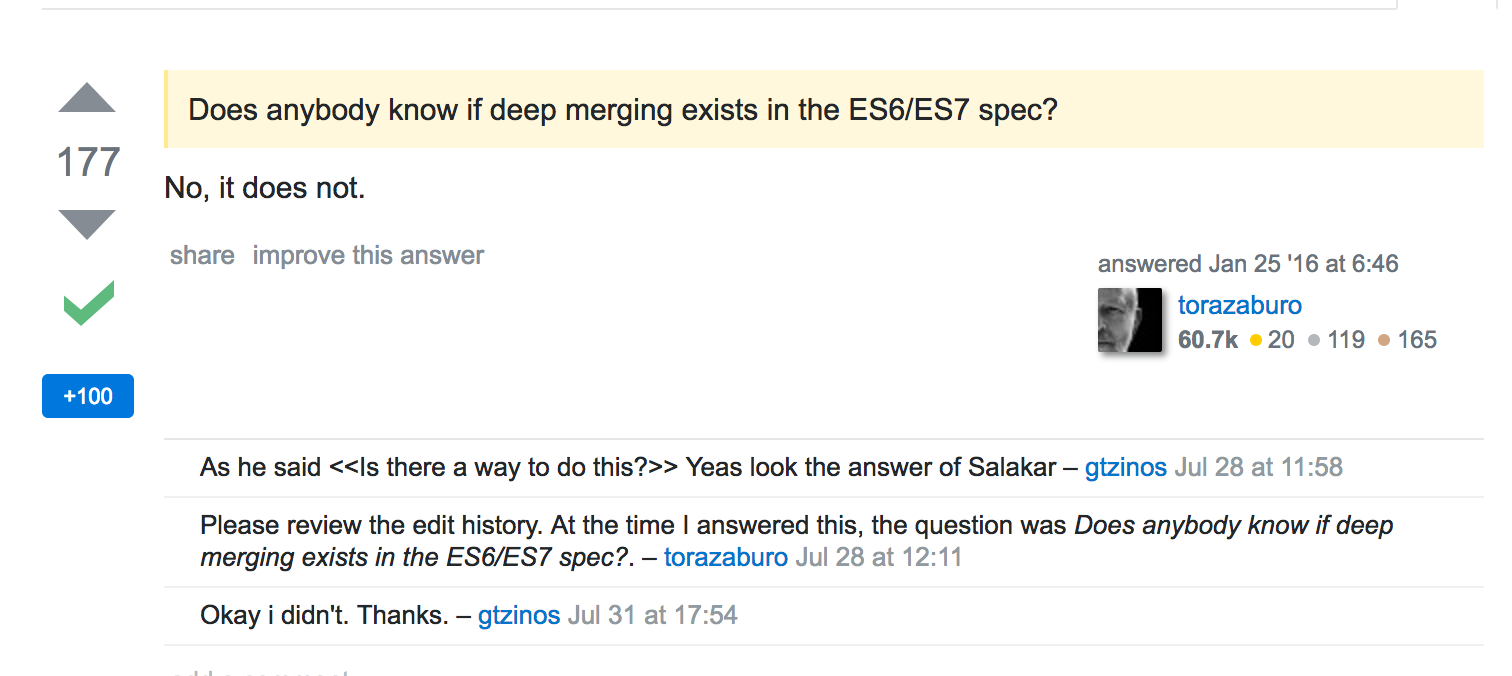 Does anybody know if deep merging exists in the ES6/ES7 spec?
177
No, it does not.
share improve this answer
answered Jan 25 '16 at 6:46
torazaburo
60.7k 20 119 165
+100
As he said <<Is there a way to do this?>> Yeas look the answer of Salakar – gtzinos Jul 28 at 11:58
Please review the edit history. At the time I answered this, the question was Does anybody know if deep
merging exists in the ES6/ES7 spec?. – torazaburo Jul 28 at 12:11
Okay i didn't. Thanks. – gtzinos Jul 31 at 17:54